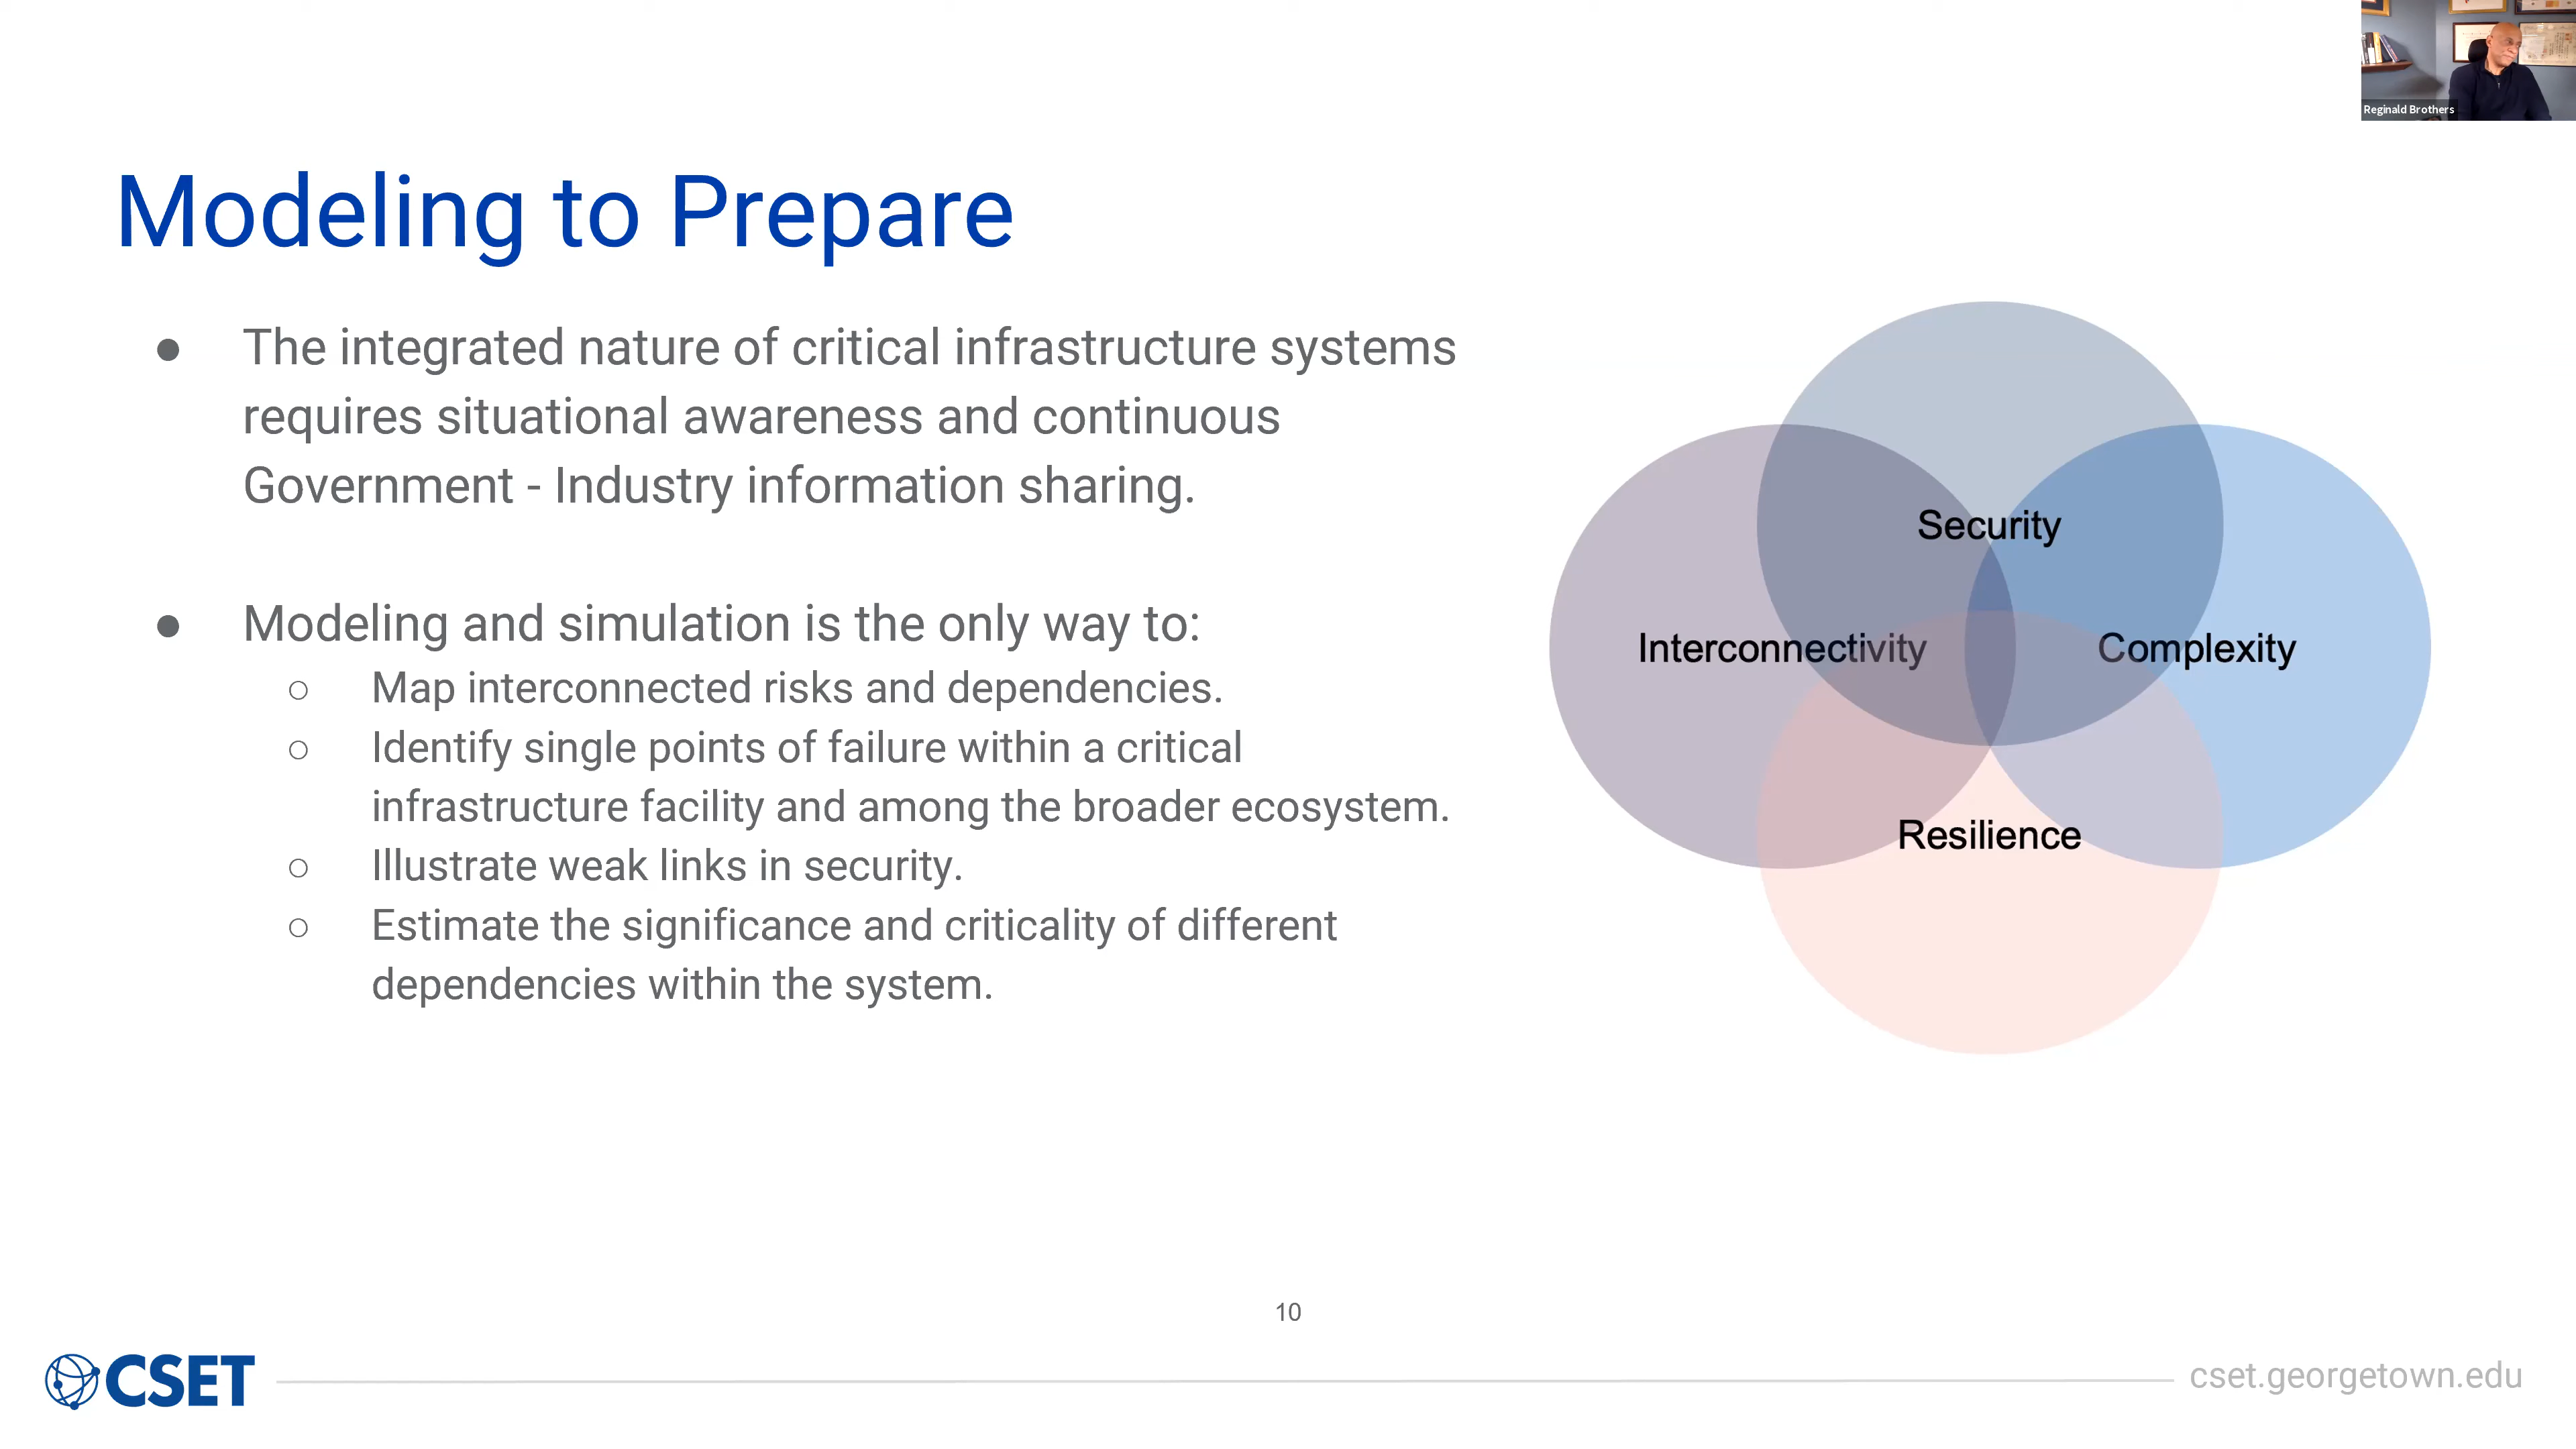 Reginald Brothers
Modeling to Prepare
● The integrated nature of critical infrastructure systems
requires situational awareness and continuous
Government - Industry information sharing.
● Modeling and simulation is the only way to:
○ Map interconnected risks and dependencies.
○ Identify single points of failure within a critical
infrastructure facility and among the broader ecosystem.
○ Illustrate weak links in security.
○ Estimate the significance and criticality of different
dependencies within the system.
Security
Interconnectivity
Complexity
Resilience
10
CSET
cset.georgetown.edu